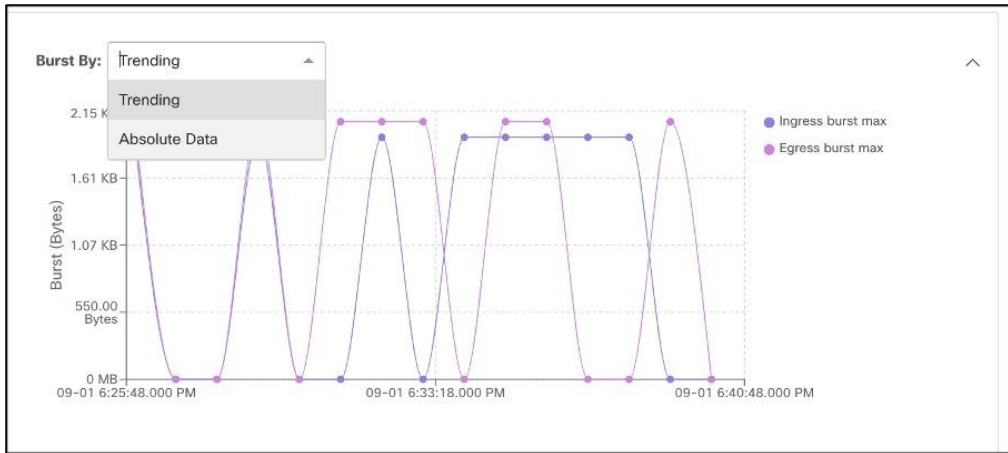 Burst By:
Trending
Trending
Absolute Data
2.15 K
1.61 KB
1.07 KB
550.00
Bytes
0 MB
Burst (Bytes)
09-01 6:25:48.000 PM
09-01 6:33:18.000 PM
09-01 6:40:48.000 PM
Ingress burst max
Egress burst max